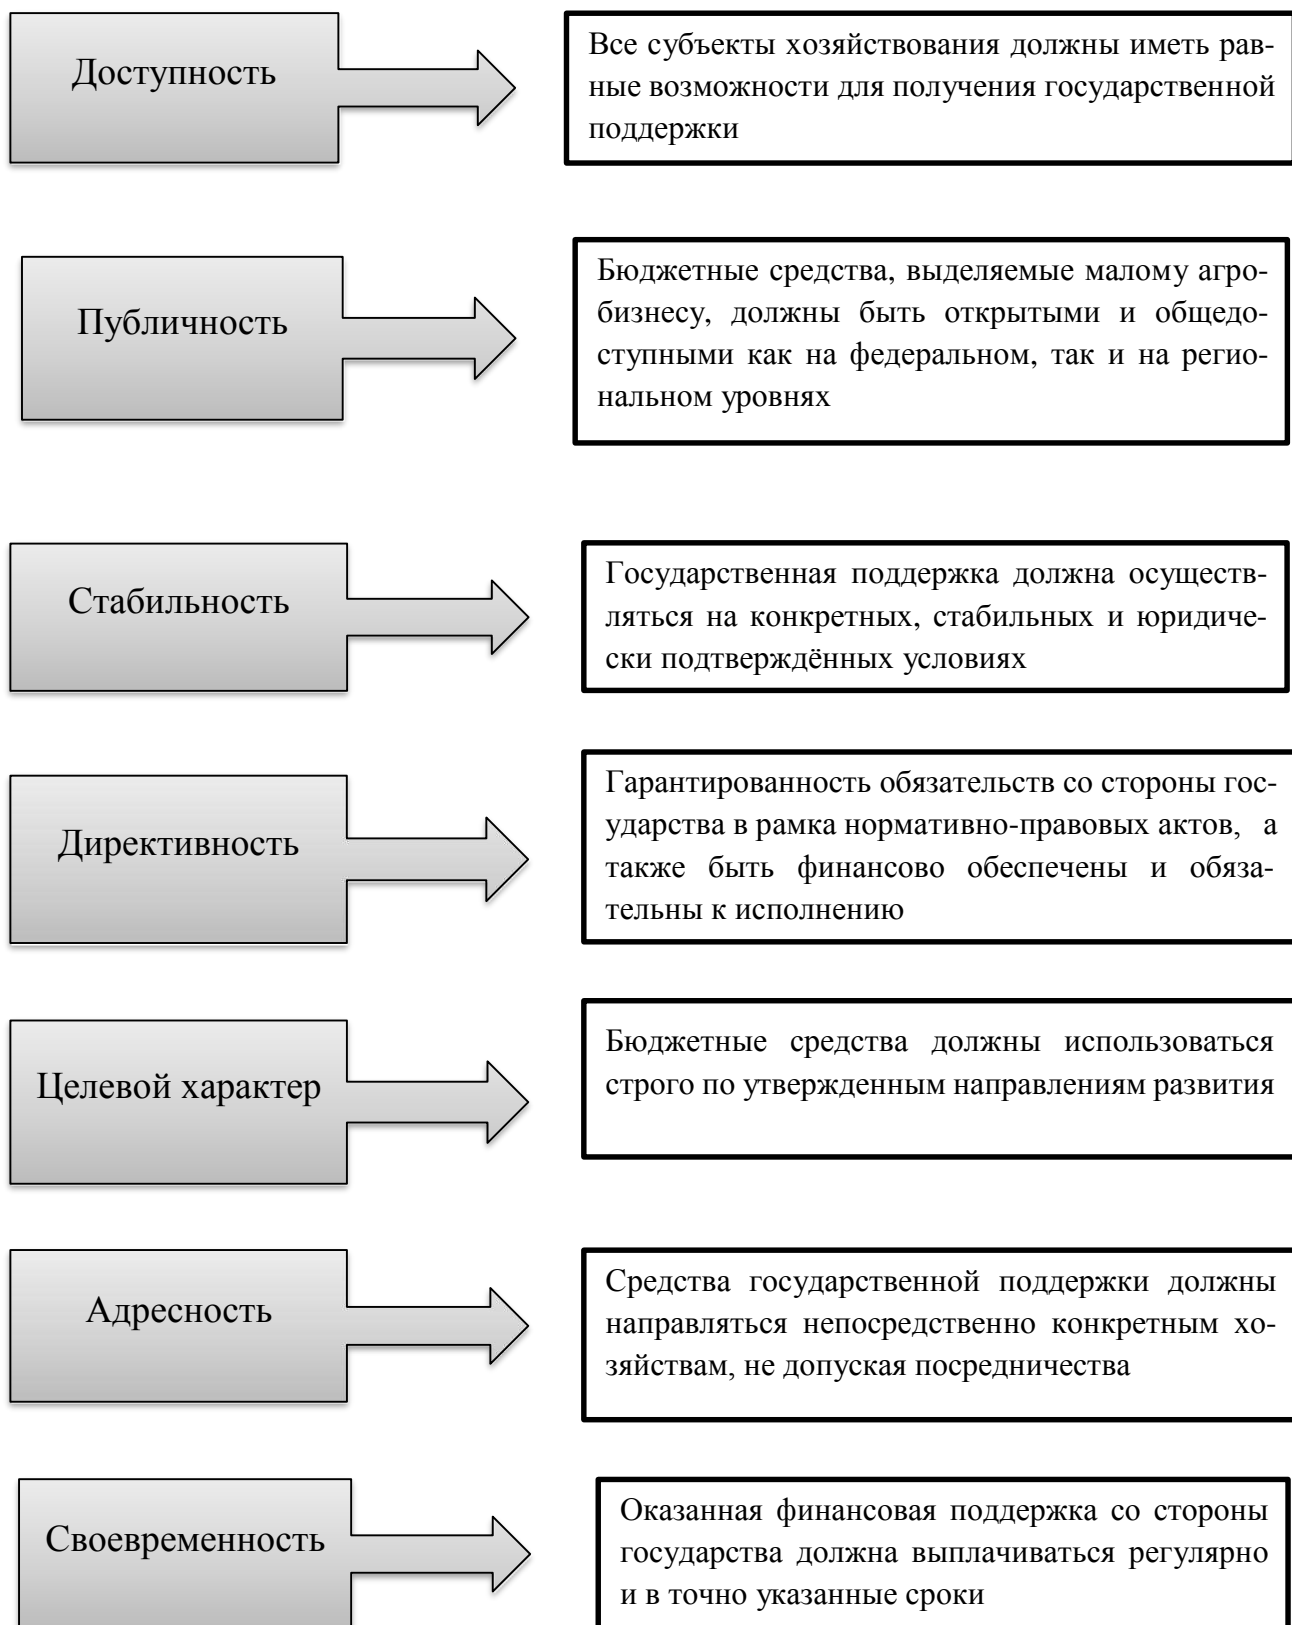 Доступность
Все субъекты хозяйствования должны иметь рав-
ные возможности для получения государственной
поддержки
Публичность
Бюджетные средства, выделяемые малому агро-
бизнесу, должны быть открытыми и общедо-
ступными как на федеральном, так и на регио-
нальном уровнях
Стабильность
Государственная поддержка должна осуществ-
ляться на конкретных, стабильных и юридиче-
ски подтверждённых условиях
Директивность
Гарантированность обязательств со стороны гос-
ударства в рамка нормативно-правовых актов, а
также быть финансово обеспечены и обяза-
тельны к исполнению
Целевой характер
Бюджетные средства должны использоваться
строго по утвержденным направлениям развития
Адресность
Средства государственной поддержки должны
направляться непосредственно конкретным хо-
зяйствам, не допуская посредничества
Своевременность
Оказанная финансовая поддержка со стороны
государства должна выплачиваться регулярно
и в точно указанные сроки